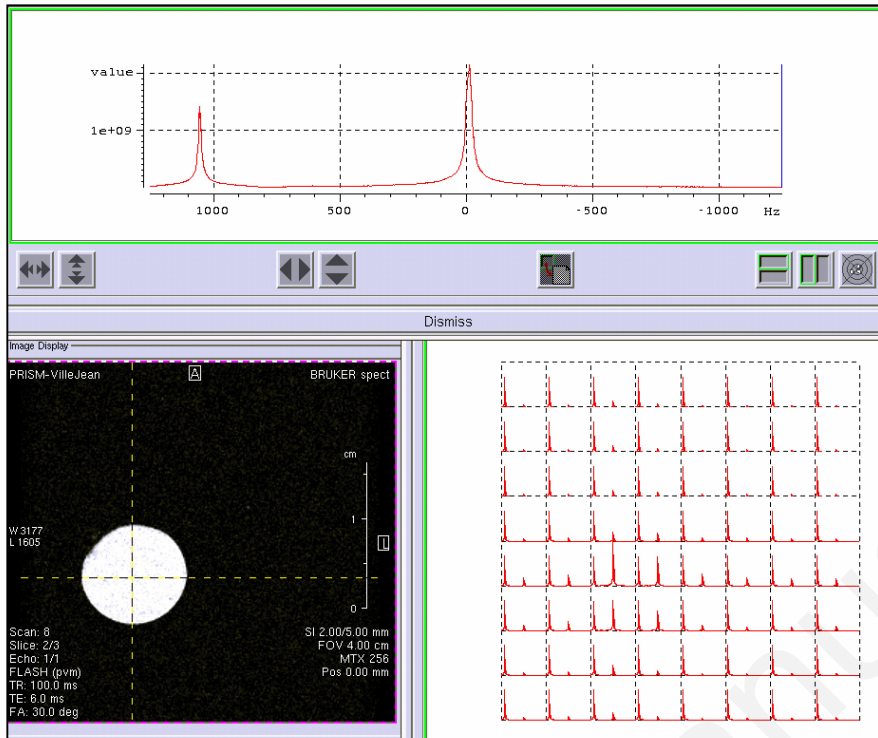 value
1e+09
1000 500 0 -500 -1000 Hz
Dismiss
Image Display
PRISM-VilleJean A BRUKER spect
cm
1
W 3177
L 1605
L
0
Scan: 8 SI 2.00/5.00 mm
Slice: 2/3 FOV 4.00 cm
Echo: 1/1 MTX 256
FLASH (pvm) Pos 0.00 mm
TR: 100.0 ms
TE: 6.0 ms
FA: 30.0 deg